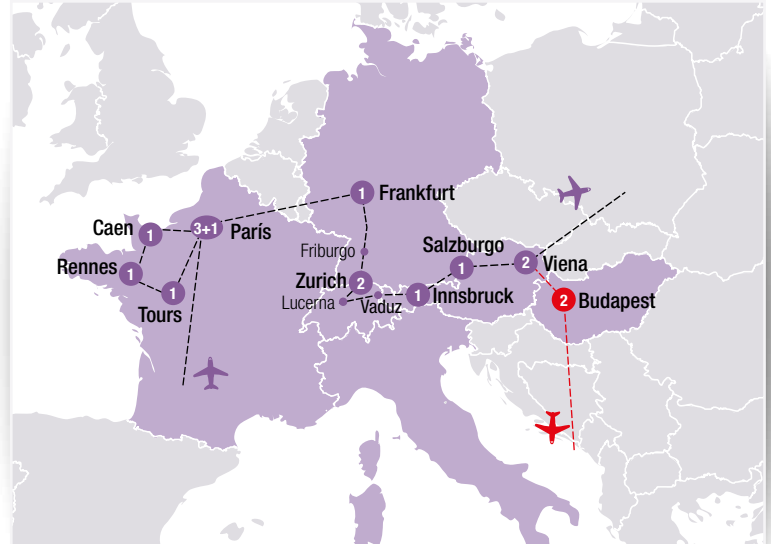 1 Frankfurt
Caen 1
3+1 París
Friburgo
Salzburgo
1
2 Viena
Rennes 1
Zurich 2
Tours 1
Lucerna
Vaduz
1 Innsbruck
2 Budapest